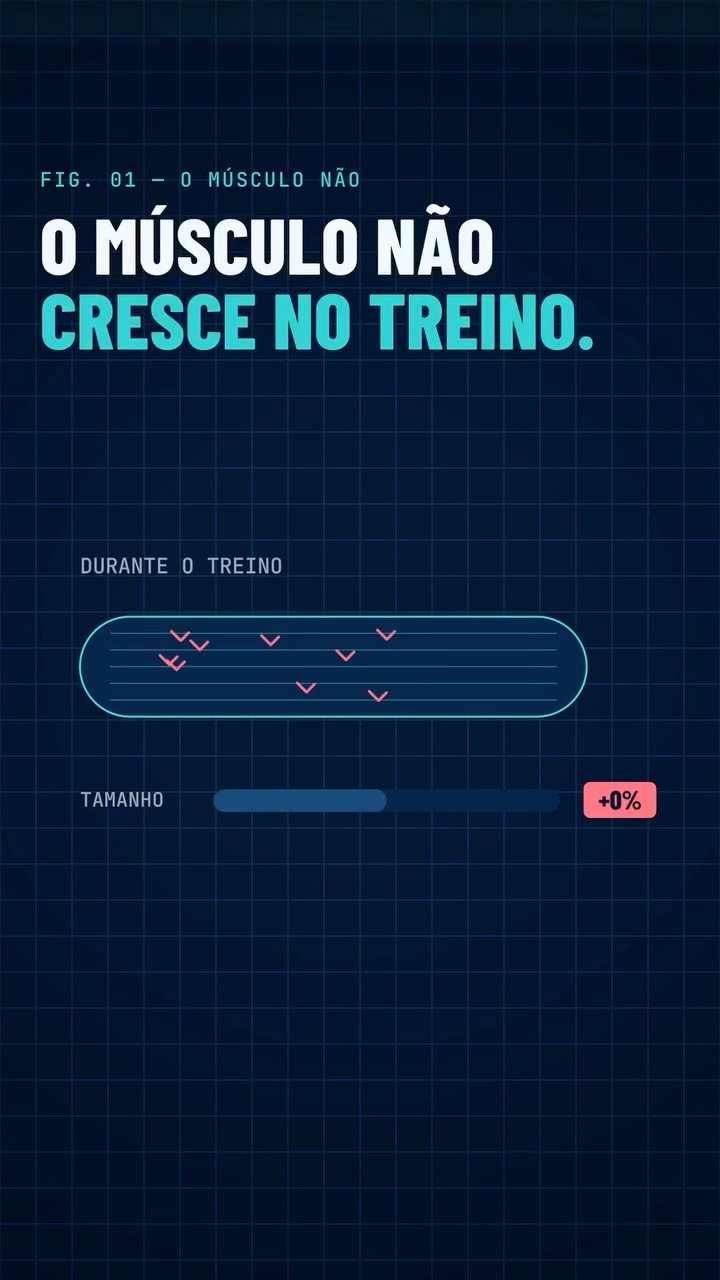 FIG. 01 — O MÚSCULO NÃO
O MÚSCULO NÃO
CRESCE NO TREINO.
DURANTE O TREINO
TAMANHO
+0%